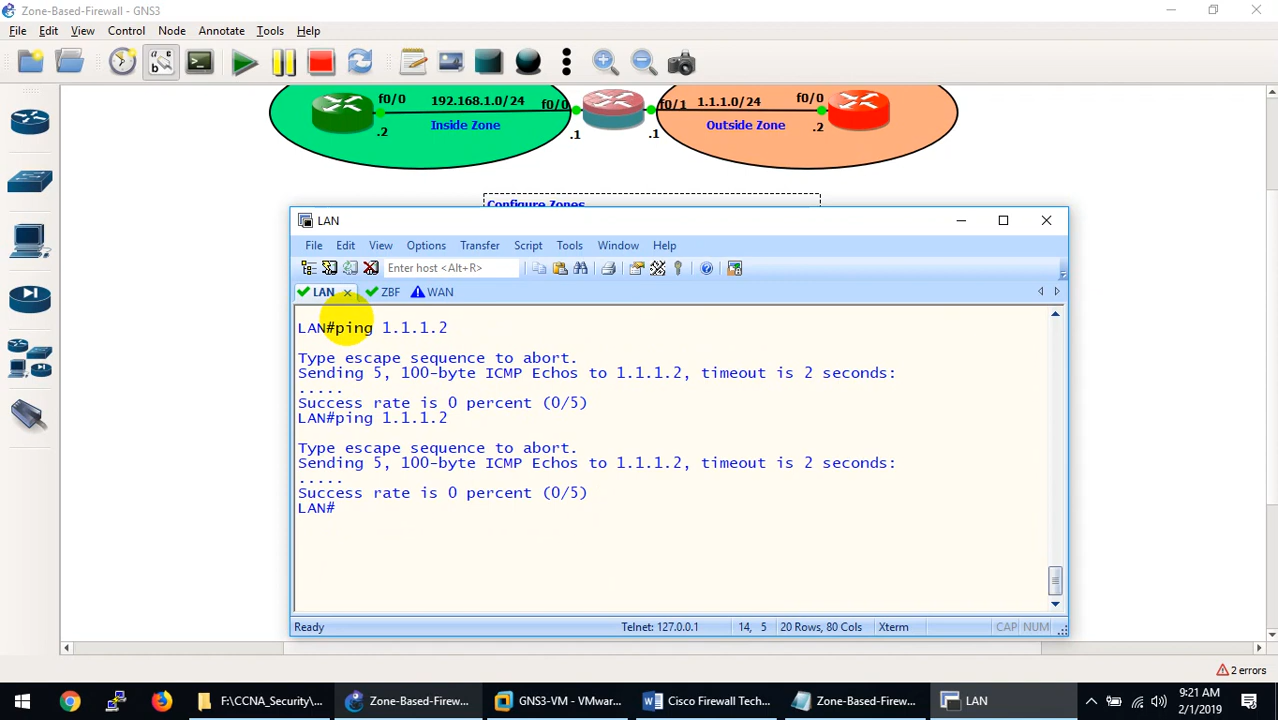 Zone-Based-Firewall - GNS3
File Edit View Control Node Annotate Tools Help
f0/0 192.168.1.0/24 f0/0 f0/1 1.1.1.0/24 f0/0
.2 Inside Zone .1 .1 Outside Zone .2
Configure Zones
LAN
File Edit View Options Transfer Script Tools Window Help
Enter host <Alt+R>
LAN ZBF WAN
LAN#ping 1.1.1.2
Type escape sequence to abort.
Sending 5, 100-byte ICMP Echos to 1.1.1.2, timeout is 2 seconds:
.....
Success rate is 0 percent (0/5)
LAN#ping 1.1.1.2
Type escape sequence to abort.
Sending 5, 100-byte ICMP Echos to 1.1.1.2, timeout is 2 seconds:
.....
Success rate is 0 percent (0/5)
LAN#
Ready Telnet: 127.0.0.1 14, 5 20 Rows, 80 Cols Xterm CAP NUM
2 errors
F:\CCNA_Security\... Zone-Based-Firew... GNS3-VM - VMwar... Cisco Firewall Tech... Zone-Based-Firew... LAN
9:21 AM
2/1/2019